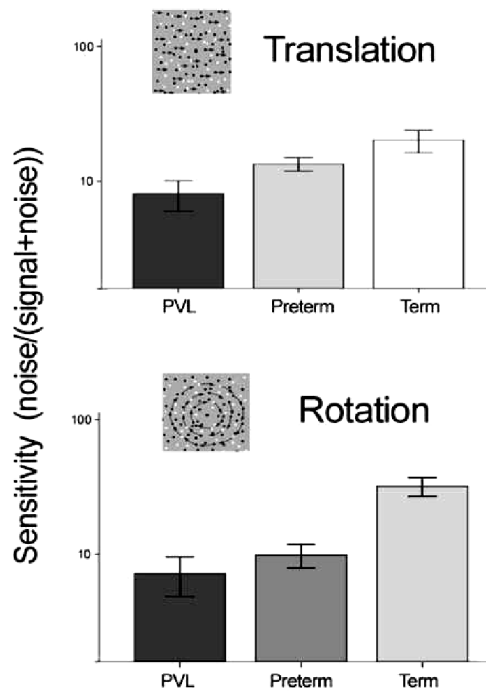 Sensitivity (noise/(signal+noise))
Translation
100
10
PVL Preterm Term
Rotation
100
10
PVL Preterm Term